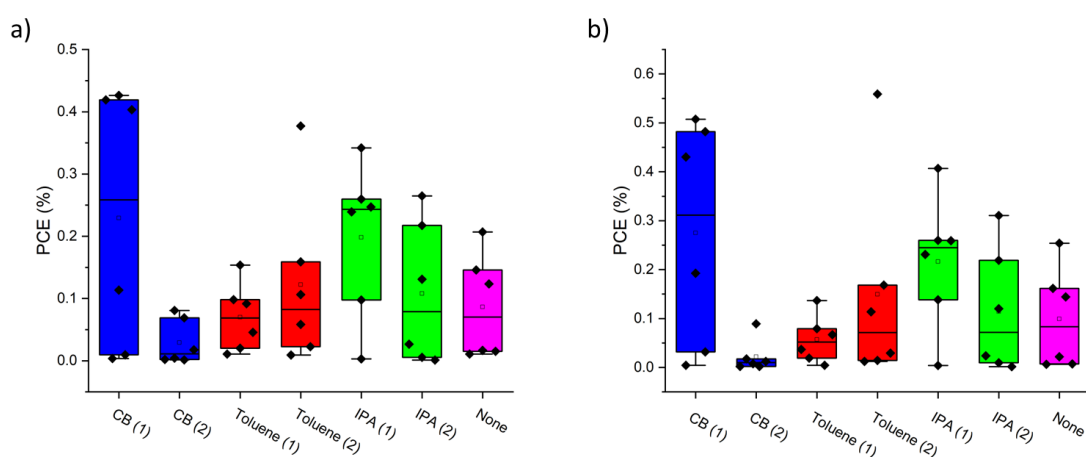 a)
0.5
0.4
0.3
0.2
0.1
0.0
PCE (%)
CB (1)
CB (2)
Toluene (1)
Toluene (2)
IPA (1)
IPA (2)
None
b)
0.6
0.5
0.4
0.3
0.2
0.1
0.0
PCE (%)
CB (1)
CB (2)
Toluene (1)
Toluene (2)
IPA (1)
IPA (2)
None